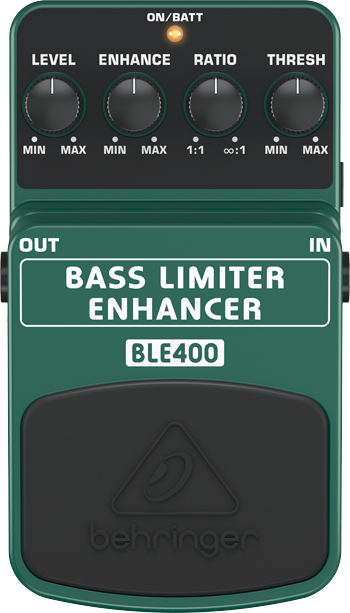 ON/BATT
LEVEL ENHANCE RATIO THRESH
MIN MAX MIN MAX 1:1 ∞:1 MIN MAX
OUT IN
BASS LIMITER
ENHANCER
BLE400
behringer